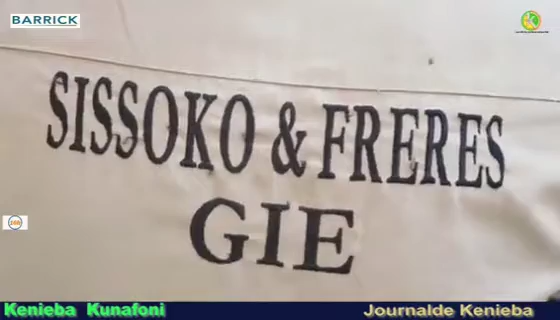 BARRICK
SISSOKO & FRERES
GIE
Kenieba Kunafoni
Journalde Kenieba